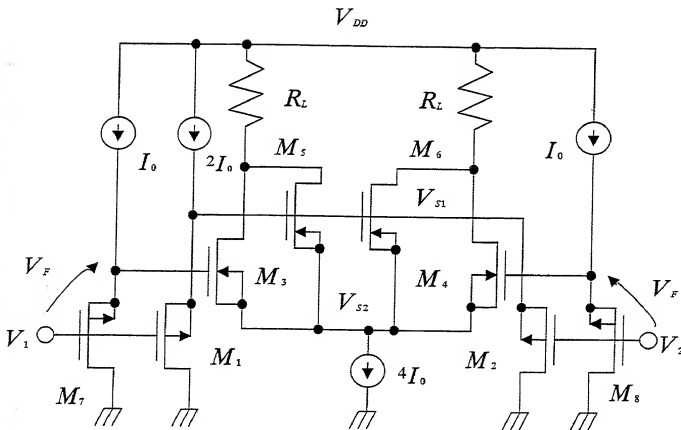 V_DD
R_L
R_L
M_5
M_6
I_0
2I_0
I_0
V_S1
V_F
M_3
M_4
V_F
V_S2
V_1
M_1
4I_0
M_2
V_2
M_7
M_8